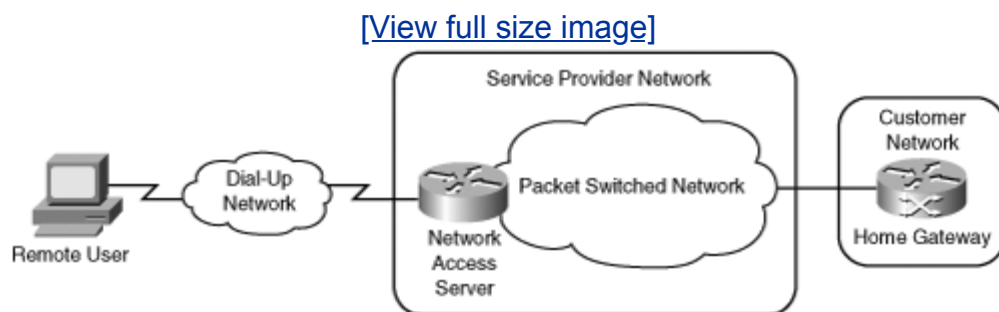 [View full size image]
Service Provider Network
Customer
Network
Dial-Up
Network
Packet Switched Network
Remote User
Network
Access
Server
Home Gateway